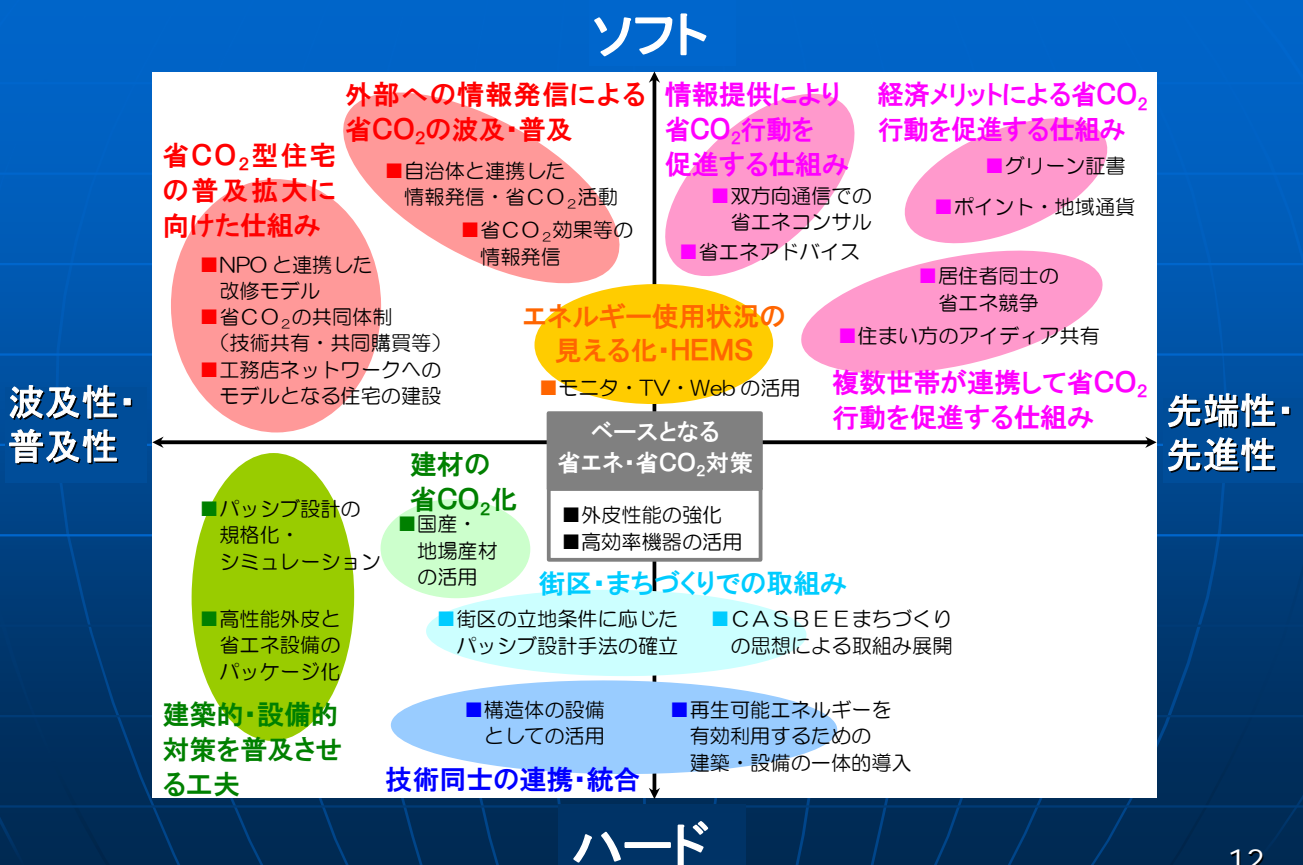 ソフト
外部への情報発信による
省CO₂の波及・普及
■自治体と連携した
情報発信・省CO₂活動
■省CO₂効果等の
情報発信
情報提供により
省CO₂行動を
促進する仕組み
■双方向通信での
省エネコンサル
■省エネアドバイス
経済メリットによる省CO₂
行動を促進する仕組み
■グリーン証書
■ポイント・地域通貨
省CO₂型住宅
の普及拡大に
向けた仕組み
■NPOと連携した
改修モデル
■省CO₂の共同体制
（技術共有・共同購買等）
■工務店ネットワークへの
モデルとなる住宅の建設
エネルギー使用状況の
見える化・HEMS
■モニタ・TV・Webの活用
■居住者同士の
省エネ競争
■住まい方のアイディア共有
複数世帯が連携して省CO₂
行動を促進する仕組み
波及性・
普及性
先端性・
先進性
ベースとなる
省エネ・省CO₂対策
■外皮性能の強化
■高効率機器の活用
建材の
省CO₂化
■国産・
地場産材
の活用
■パッシブ設計の
規格化・
シミュレーション
■高性能外皮と
省エネ設備の
パッケージ化
建築的・設備的
対策を普及させ
る工夫
街区・まちづくりでの取組み
■街区の立地条件に応じた
パッシブ設計手法の確立
■CASBEEまちづくり
の思想による取組み展開
■構造体の設備
としての活用
■再生可能エネルギーを
有効利用するための
建築・設備の一体的導入
技術同士の連携・統合
ハード
12